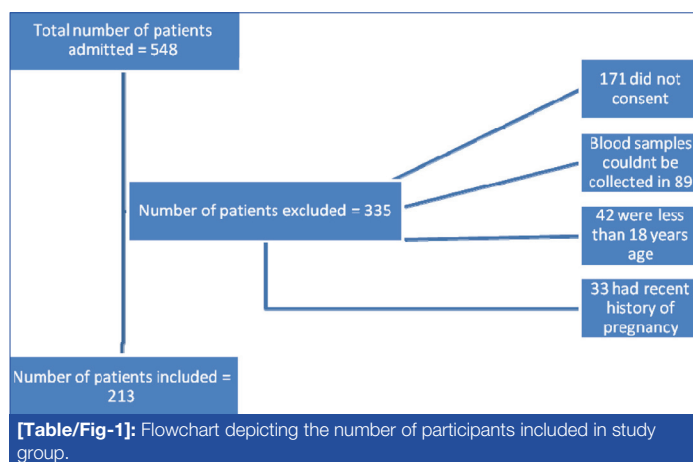 Total number of patients
admitted = 548
171 did not
consent
Blood samples
couldnt be
collected in 89
Number of patients excluded = 335
42 were less
than 18 years
age
33 had recent
history of
pregnancy
Number of patients included =
213
[Table/Fig-1]: Flowchart depicting the number of participants included in study
group.